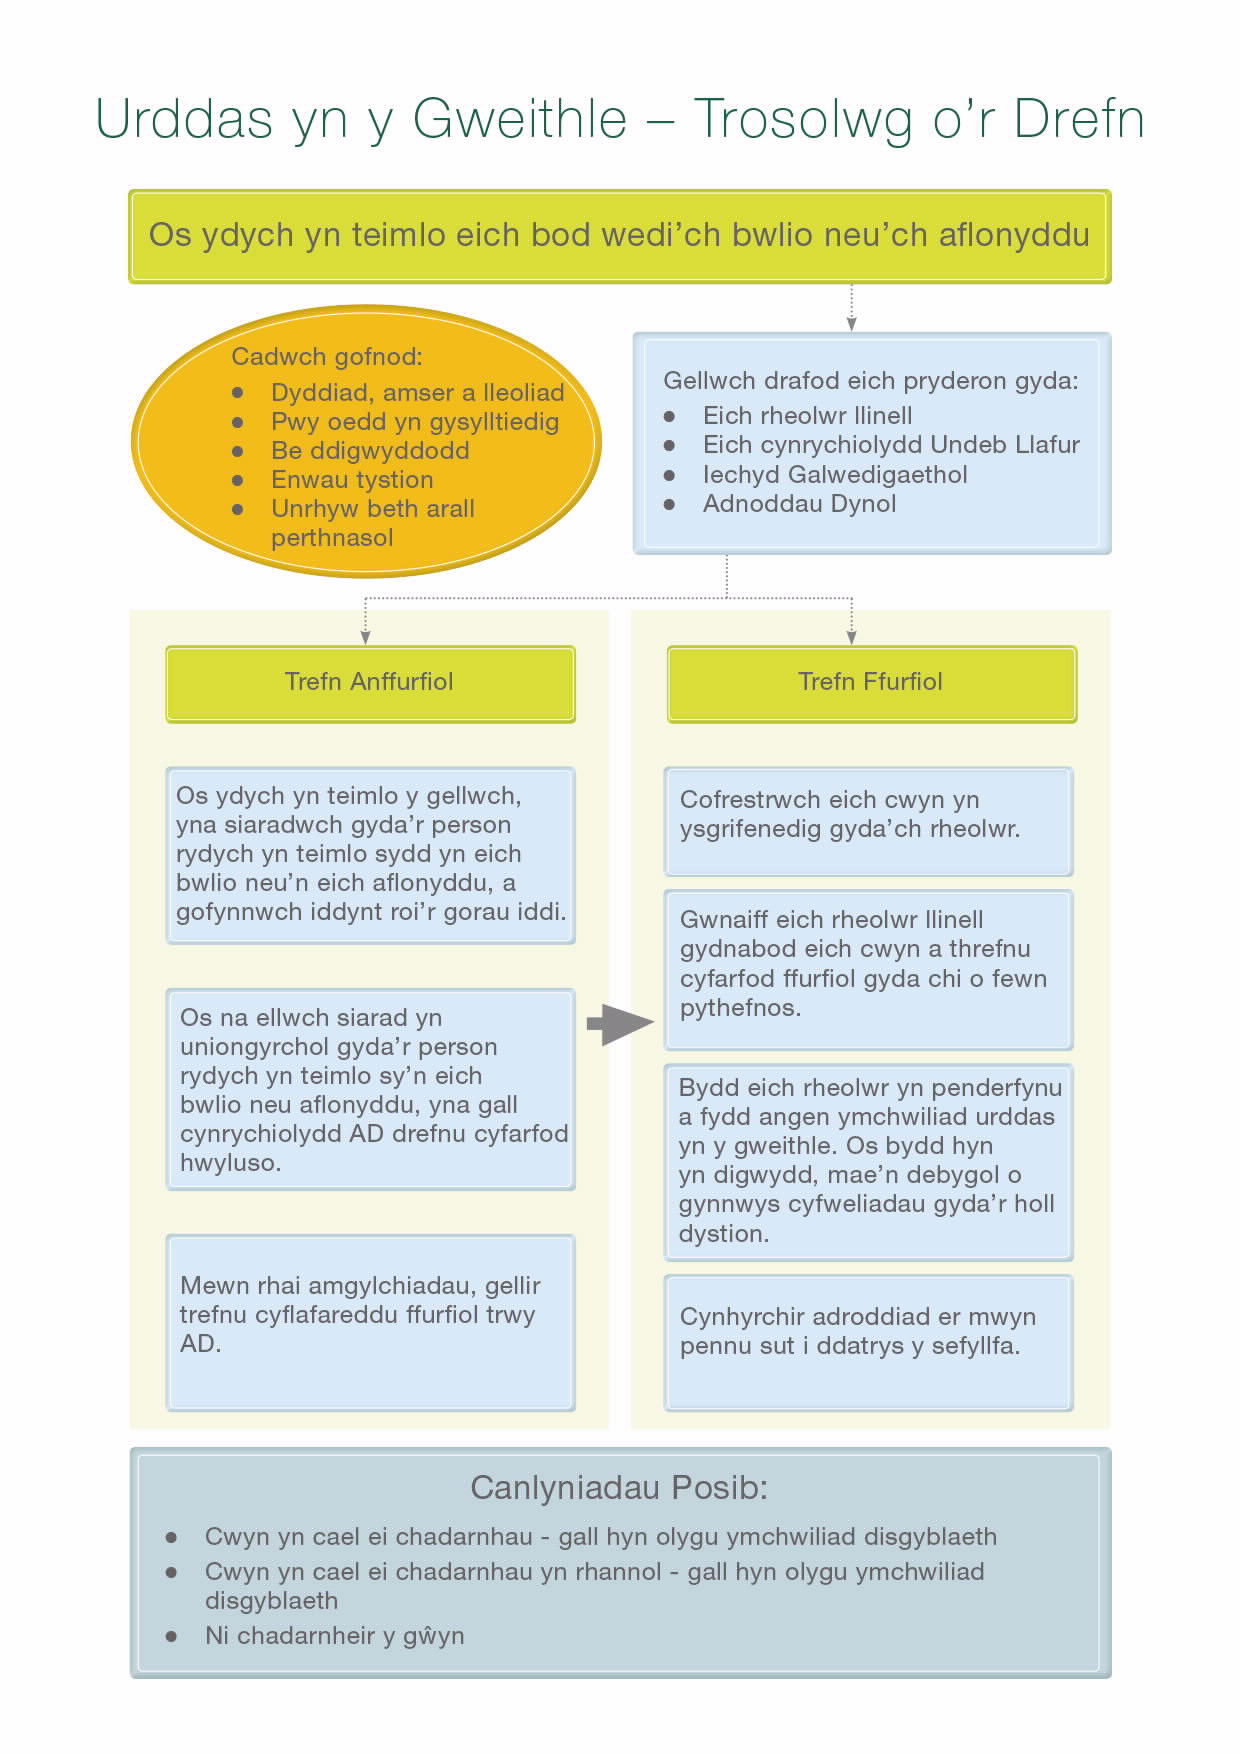 Urddas yn y Gweithle – Trosolwg o’r Drefn
Os ydych yn teimlo eich bod wedi’ch bwlio neu’ch aflonyddu
Cadwch gofnod:
● Dyddiad, amser a lleoliad
● Pwy oedd yn gysylltiedig
● Be ddigwyddodd
● Enwau tystion
● Unrhyw beth arall
perthnasol
Gellwch drafod eich pryderon gyda:
● Eich rheolwr llinell
● Eich cynrychiolydd Undeb Llafur
● Iechyd Galwedigaethol
● Adnoddau Dynol
Trefn Anffurfiol
Os ydych yn teimlo y gellwch,
yna siaradwch gyda’r person
rydych yn teimlo sydd yn eich
bwlio neu’n eich aflonyddu, a
gofynnwch iddynt roi’r gorau iddi.
Os na ellwch siarad yn
uniongyrchol gyda’r person
rydych yn teimlo sy’n eich
bwlio neu aflonyddu, yna gall
cynrychiolydd AD drefnu cyfarfod
hwyluso.
Mewn rhai amgylchiadau, gellir
trefnu cyflafareddu ffurfiol trwy
AD.
Trefn Ffurfiol
Cofrestrwch eich cwyn yn
ysgrifenedig gyda’ch rheolwr.
Gwnaiff eich rheolwr llinell
gydnabod eich cwyn a threfnu
cyfarfod ffurfiol gyda chi o fewn
pythefnos.
Bydd eich rheolwr yn penderfynu
a fydd angen ymchwiliad urddas
yn y gweithle. Os bydd hyn
yn digwydd, mae’n debygol o
gynnwys cyfweliadau gyda’r holl
dystion.
Cynhyrchir adroddiad er mwyn
pennu sut i ddatrys y sefyllfa.
Canlyniadau Posib:
● Cwyn yn cael ei chadarnhau - gall hyn olygu ymchwiliad disgyblaeth
● Cwyn yn cael ei chadarnhau yn rhannol - gall hyn olygu ymchwiliad
disgyblaeth
● Ni chadarnheir y gŵyn